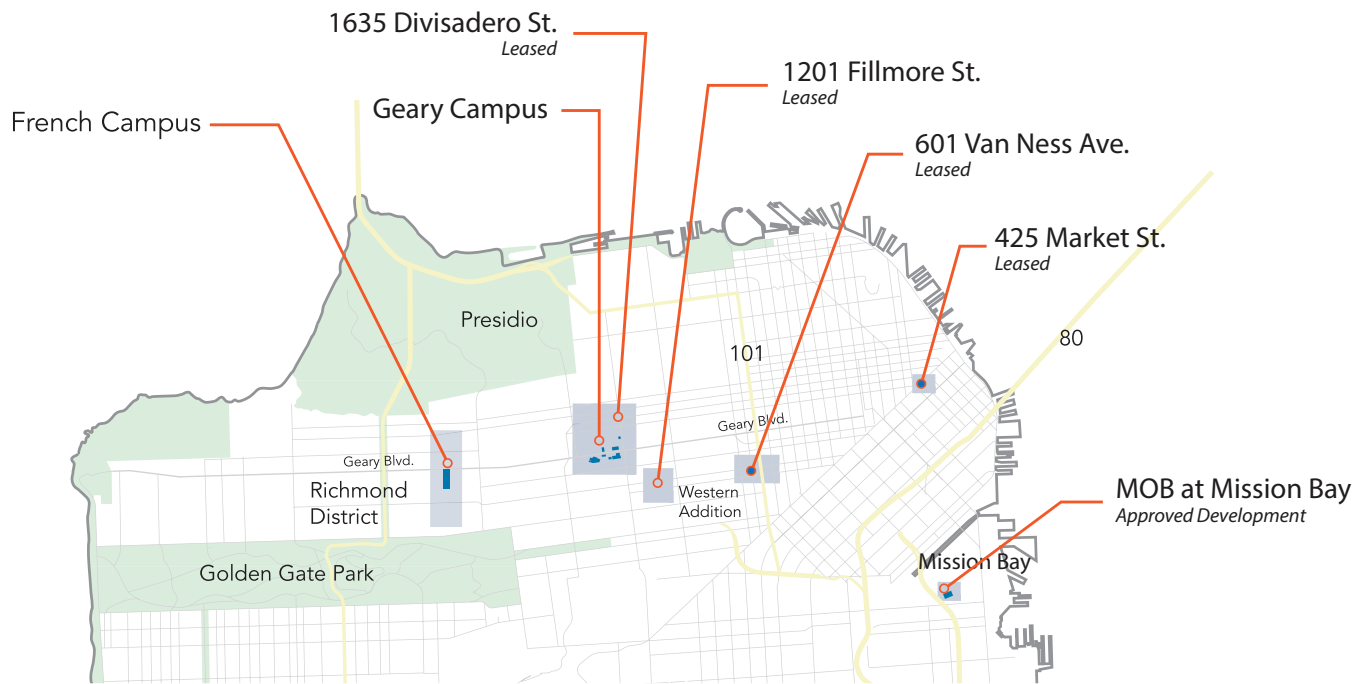 1635 Divisadero St.
Leased
1201 Fillmore St.
Leased
Geary Campus
French Campus
601 Van Ness Ave.
Leased
425 Market St.
Leased
Presidio
101
80
Geary Blvd.
Geary Blvd.
Richmond
District
Western
Addition
MOB at Mission Bay
Approved Development
Mission Bay
Golden Gate Park